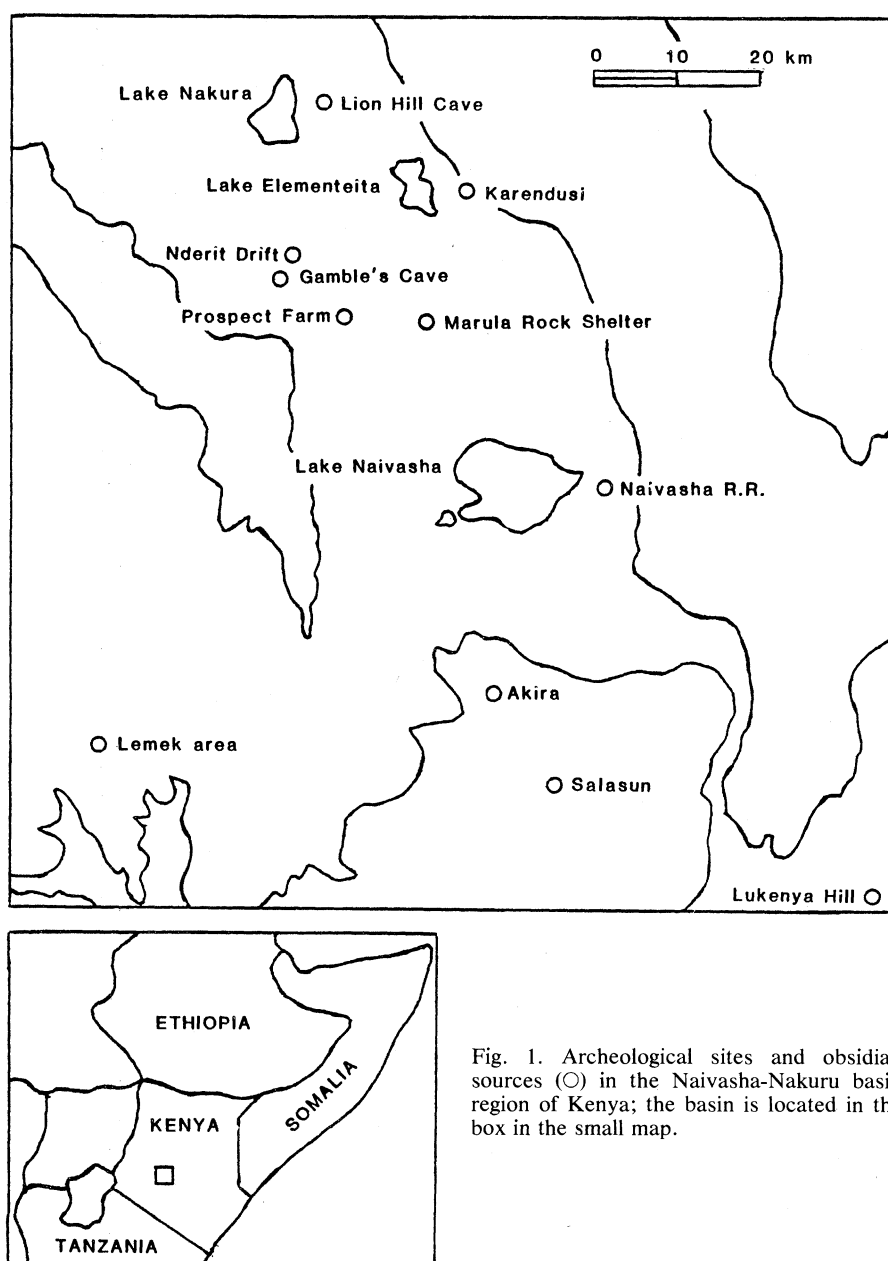 0 10 20 km
Lake Nakura
Lion Hill Cave
Lake Elementeita
Karendusi
Nderit Drift
Gamble's Cave
Prospect Farm
Marula Rock Shelter
Lake Naivasha
Naivasha R.R.
Akira
Lemek area
Salasun
Lukenya Hill
ETHIOPIA
SOMALIA
KENYA
TANZANIA
Fig. 1. Archeological sites and obsidia
sources (○) in the Naivasha-Nakuru basi
region of Kenya; the basin is located in th
box in the small map.